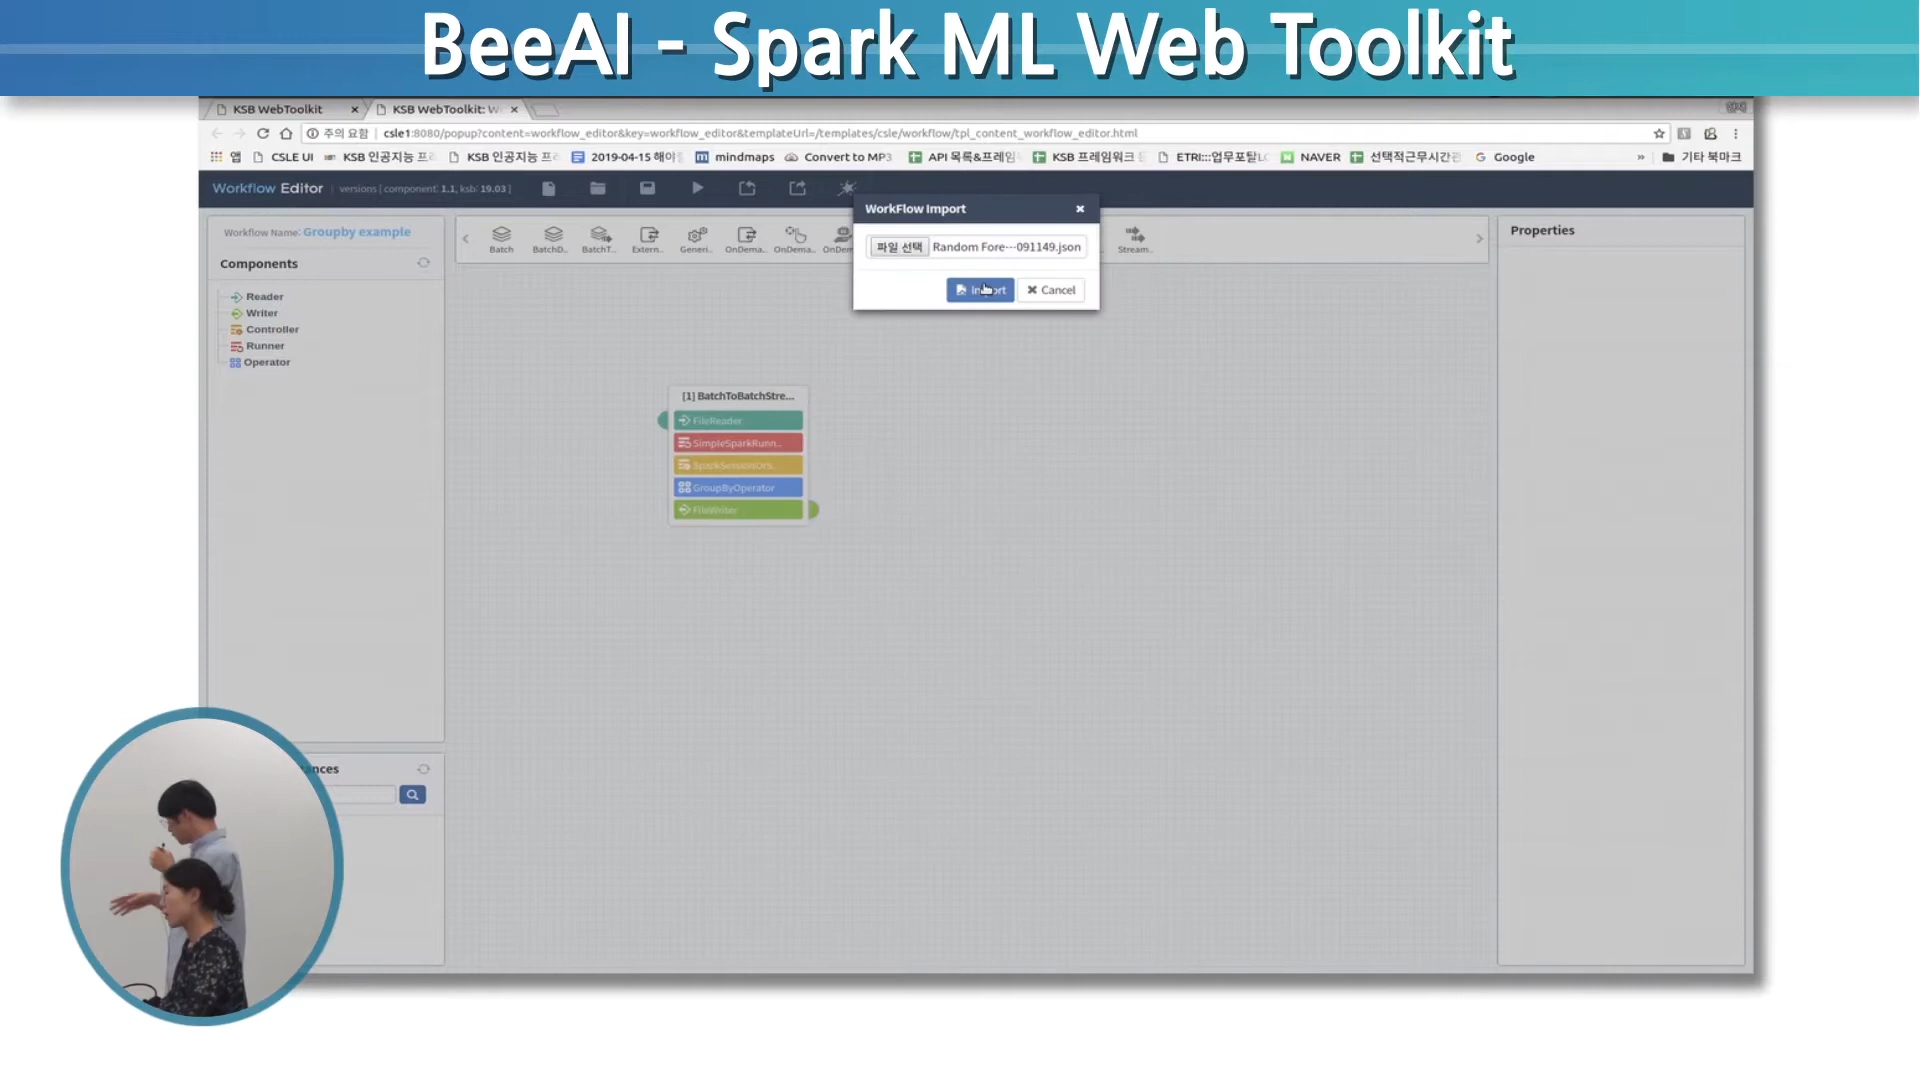 BeeAI - Spark ML Web Toolkit
KSB WebToolkit
KSB WebToolkit: Wo
주의 요함 | csle1:8080/popup?content=workflow_editor&key=workflow_editor&templateUrl=/templates/csle/workflow/tpl_content_workflow_editor.html
앱 CSLE UI KSB 인공지능 프 KSB 인공지능 프 2019-04-15 해야 mindmaps Convert to MP3 API 목록&프레임 KSB 프레임워크 ETRI:::업무포탈 NAVER 선택적근무시간 Google » 기타 북마크
Workflow Editor | versions [ component: 1.1, ksb: 19.03 ]
WorkFlow Import
파일 선택 Random Fore···091149.json
Import Cancel
Workflow Name: Groupby example
Components
Reader
Writer
Controller
Runner
Operator
Batch BatchD.. BatchT... Extern.. Generi.. OnDema.. OnDema.. OnDem Stream..
Properties
[1] BatchToBatchStre...
FileReader
SimpleSparkRunn..
SparkSessionOrS..
GroupByOperator
FileWriter
ances